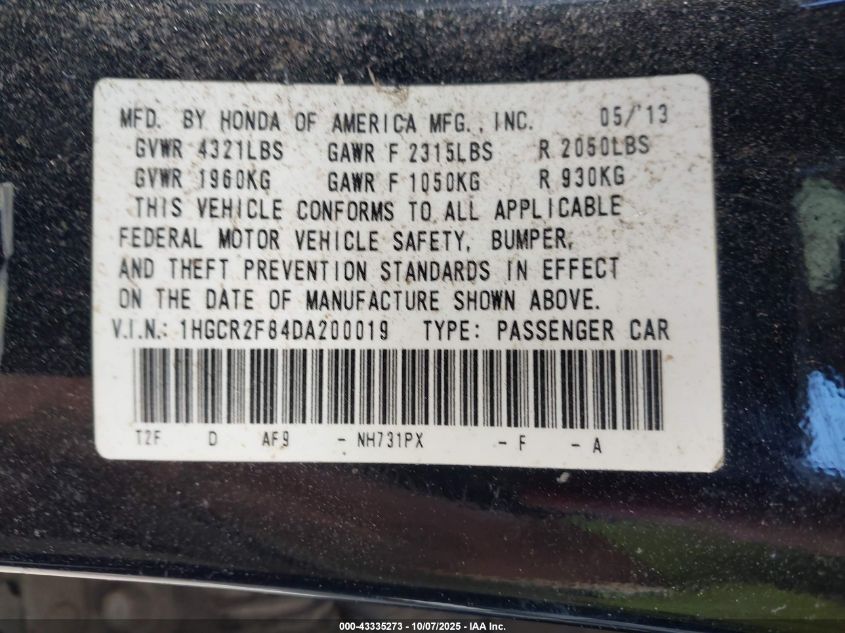 MFD. BY HONDA OF AMERICA MFG., INC. 05/'13
GVWR 4321LBS GAWR F 2315LBS R 2050LBS
GVWR 1960KG GAWR F 1050KG R 930KG
THIS VEHICLE CONFORMS TO ALL APPLICABLE
FEDERAL MOTOR VEHICLE SAFETY, BUMPER,
AND THEFT PREVENTION STANDARDS IN EFFECT
ON THE DATE OF MANUFACTURE SHOWN ABOVE.
V.I.N.: 1HGCR2F84DA200019 TYPE: PASSENGER CAR
T2F D AF9 - NH731PX - F - A
000-43335273 - 10/07/2025 - IAA Inc.